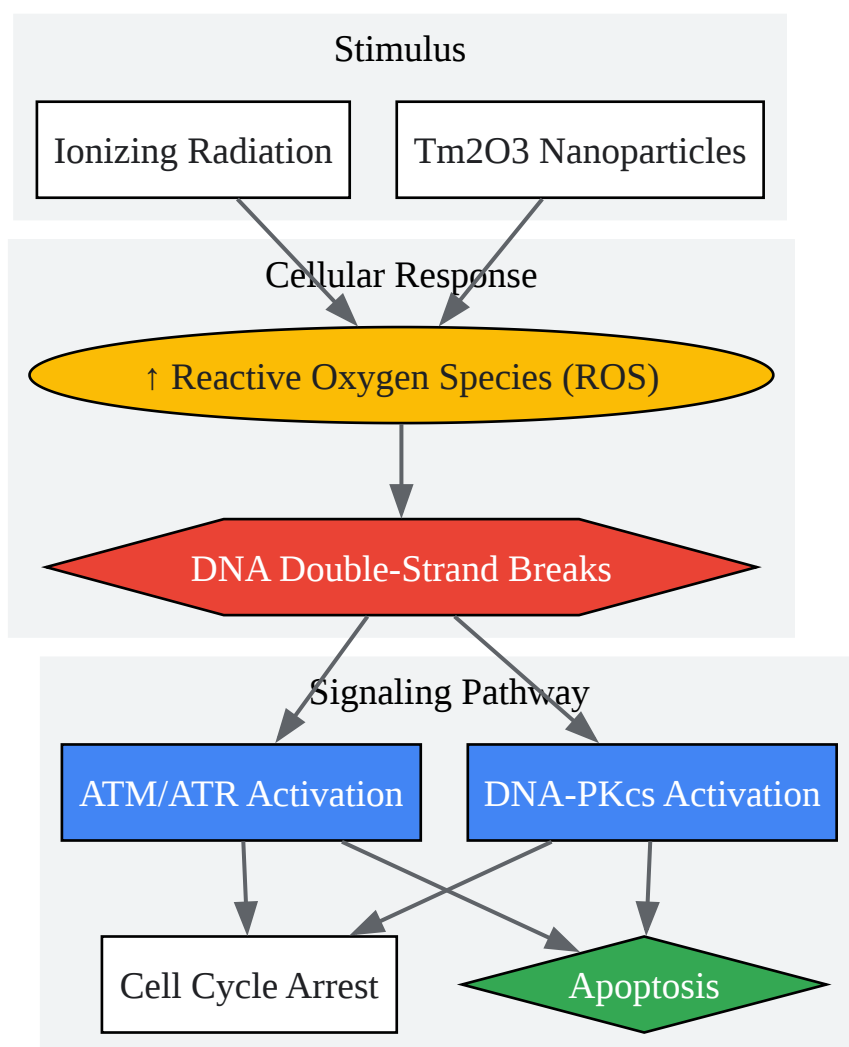 Stimulus
Ionizing Radiation
Tm2O3 Nanoparticles
Cellular Response
↑ Reactive Oxygen Species (ROS)
DNA Double-Strand Breaks
Signaling Pathway
ATM/ATR Activation
DNA-PKcs Activation
Cell Cycle Arrest
Apoptosis